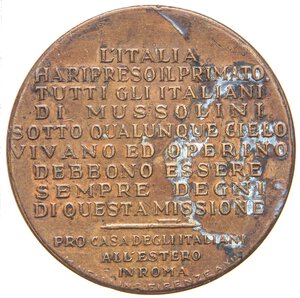 L'ITALIA
HA RIPRESO IL PRIMATO.
TUTTI GLI ITALIANI
DI MUSSOLINI
SOTTO QUALUNQUE CIELO
VIVANO ED OPERINO
DEBBONO ESSERE
SEMPRE DEGNI
DI QUESTA MISSIONE
PRO CASA DEGLI ITALIANI
ALL'ESTERO
IN ROMA